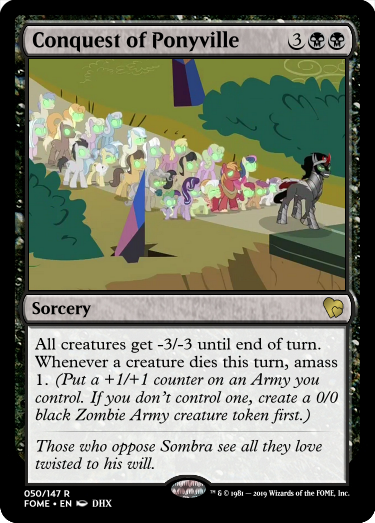 Conquest of Ponyville 3
Sorcery
All creatures get -3/-3 until end of turn.
Whenever a creature dies this turn, amass
1. (Put a +1/+1 counter on an Army you
control. If you don't control one, create a 0/0
black Zombie Army creature token first.)
Those who oppose Sombra see all they love
twisted to his will.
050/147 R
FOME • EN DHX
™ & © 1981 — 2019 Wizards of the FOME, Inc.